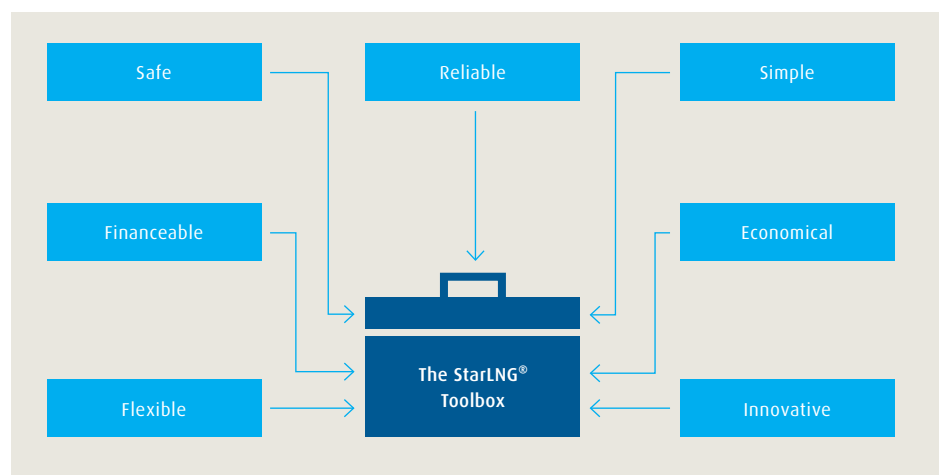 Safe
Reliable
Simple
Financeable
Economical
The StarLNG®
Toolbox
Flexible
Innovative